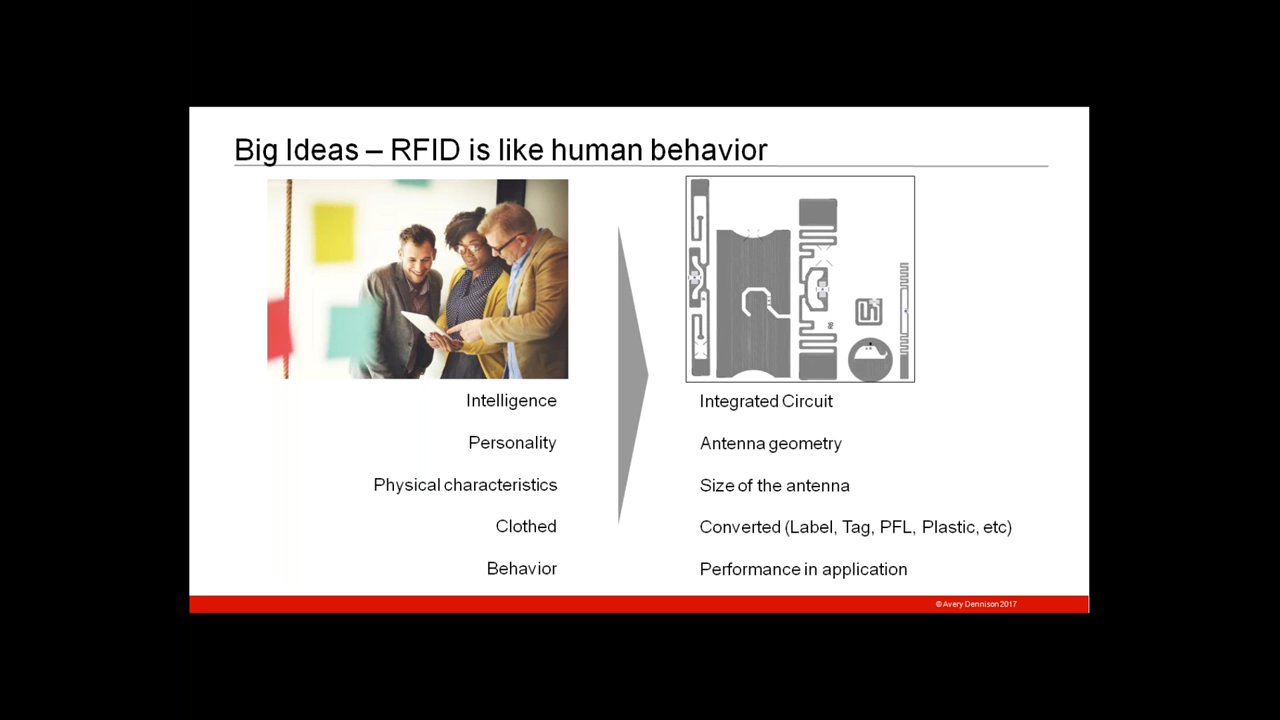 Big Ideas – RFID is like human behavior
R6
Intelligence
Integrated Circuit
Personality
Antenna geometry
Physical characteristics
Size of the antenna
Clothed
Converted (Label, Tag, PFL, Plastic, etc)
Behavior
Performance in application
© Avery Dennison 2017